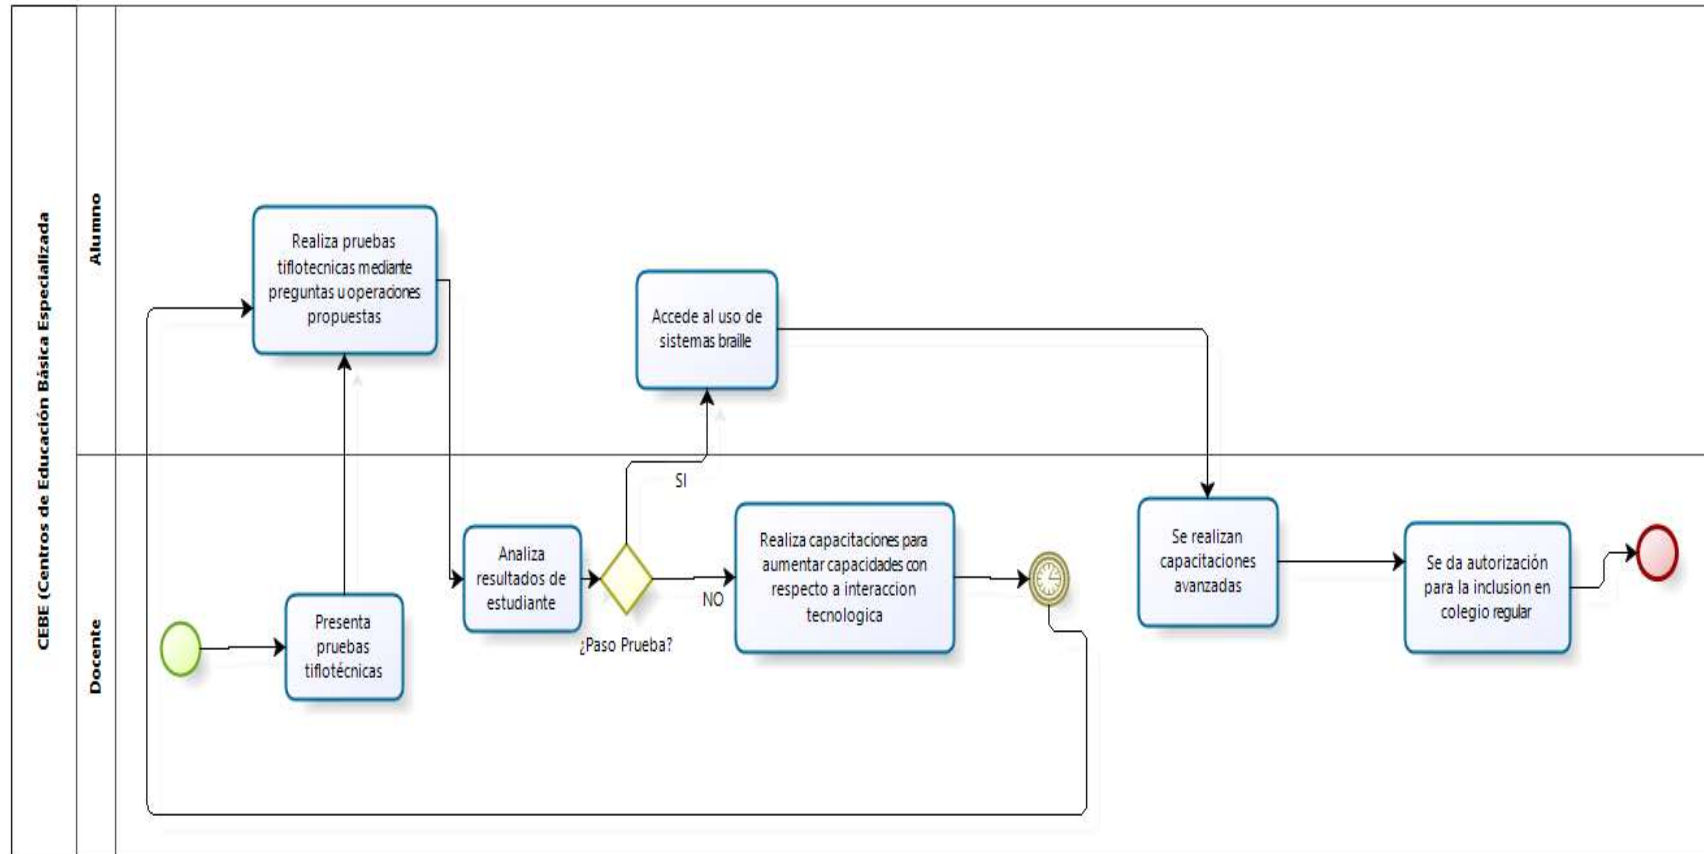 CEBE (Centros de Educación Básica Especializada
Alumno
Realiza pruebas
tiflotecnicas mediante
preguntas u operaciones
propuestas
Accede al uso de
sistemas braille
Docente
Presenta
pruebas
tiflotécnicas
Analiza
resultados de
estudiante
¿Paso Prueba?
SI
NO
Realiza capacitaciones para
aumentar capacidades con
respecto a interaccion
tecnologica
Se realizan
capacitaciones
avanzadas
Se da autorización
para la inclusion en
colegio regular